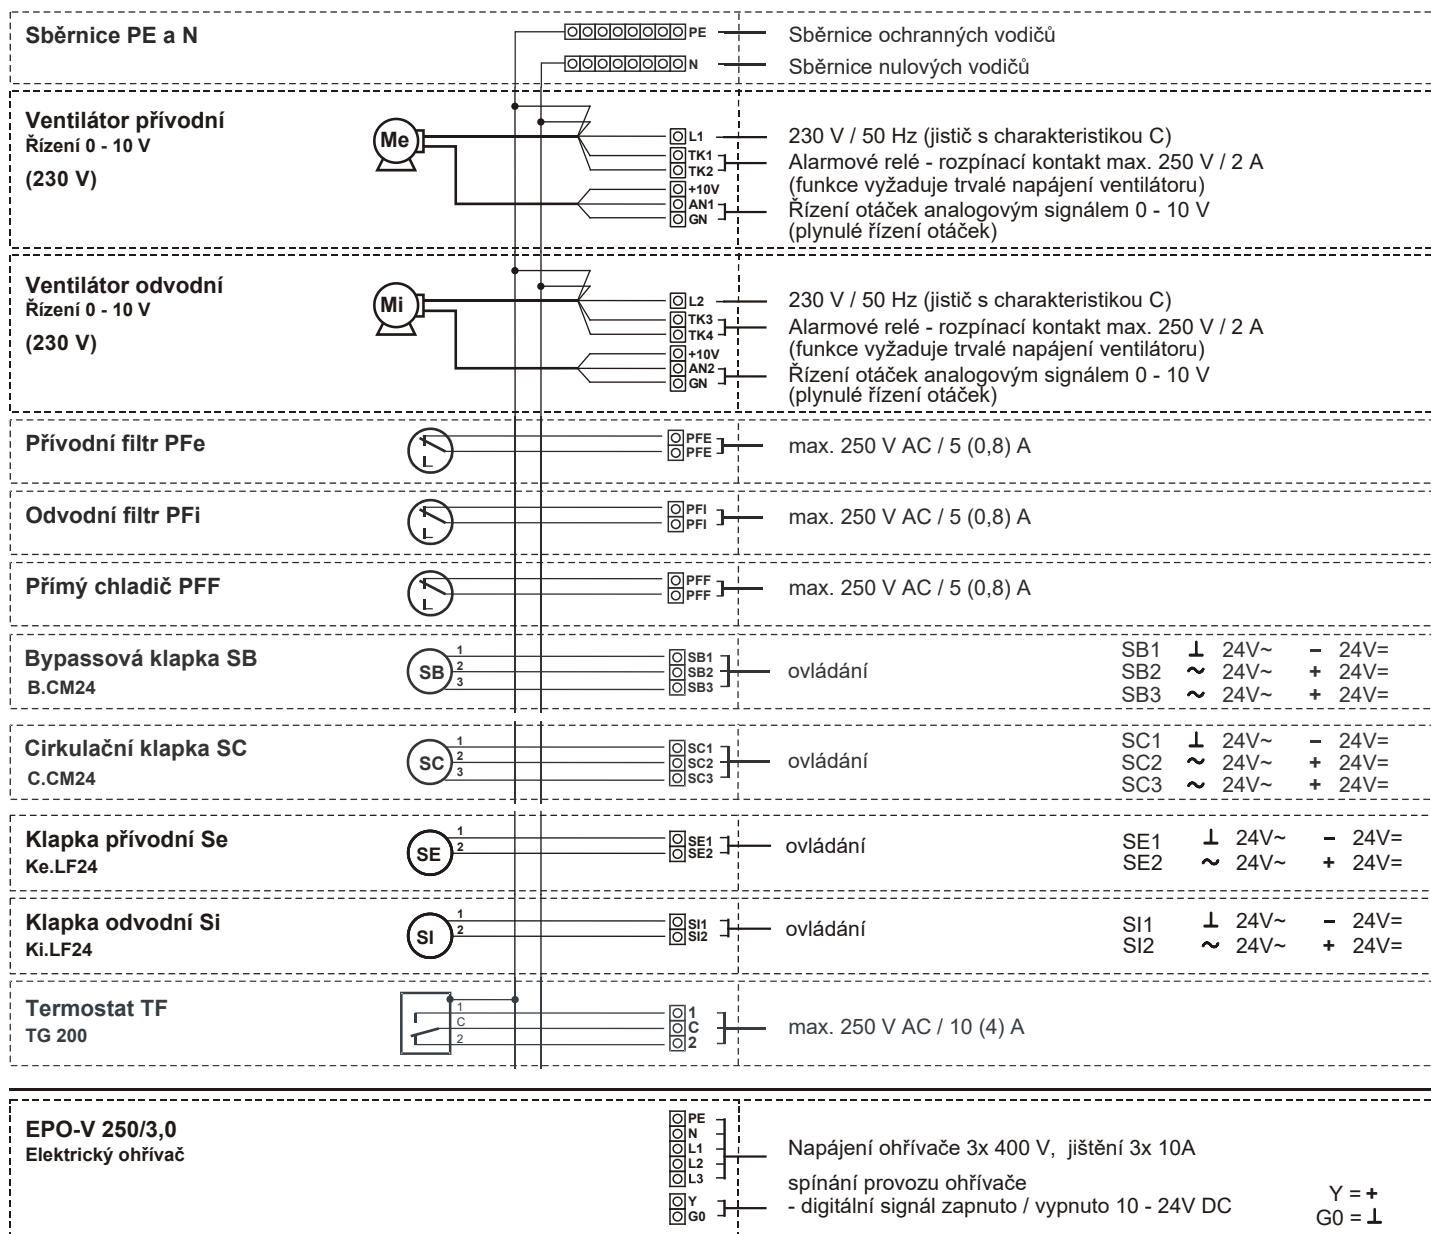 Sběrnice PE a N
PE
Sběrnice ochranných vodičů
N
Sběrnice nulových vodičů
Ventilátor přívodní
Řízení 0 - 10 V
(230 V)
Me
L1
TK1
TK2
+10V
AN1
GN
230 V / 50 Hz (jistič s charakteristikou C)
Alarmové relé - rozpínací kontakt max. 250 V / 2 A
(funkce vyžaduje trvalé napájení ventilátoru)
Řízení otáček analogovým signálem 0 - 10 V
(plynulé řízení otáček)
Ventilátor odvodní
Řízení 0 - 10 V
(230 V)
Mi
L2
TK3
TK4
+10V
AN2
GN
230 V / 50 Hz (jistič s charakteristikou C)
Alarmové relé - rozpínací kontakt max. 250 V / 2 A
(funkce vyžaduje trvalé napájení ventilátoru)
Řízení otáček analogovým signálem 0 - 10 V
(plynulé řízení otáček)
Přívodní filtr PFe
PFE
PFE
max. 250 V AC / 5 (0,8) A
Odvodní filtr PFi
PFI
PFI
max. 250 V AC / 5 (0,8) A
Přímý chladič PFF
PFF
PFF
max. 250 V AC / 5 (0,8) A
Bypassová klapka SB
B.CM24
SB
1
2
3
SB1
SB2
SB3
ovládání
SB1 ⊥ 24V~ – 24V=
SB2 ~ 24V~ + 24V=
SB3 ~ 24V~ + 24V=
Cirkulační klapka SC
C.CM24
SC
1
2
3
SC1
SC2
SC3
ovládání
SC1 ⊥ 24V~ – 24V=
SC2 ~ 24V~ + 24V=
SC3 ~ 24V~ + 24V=
Klapka přívodní Se
Ke.LF24
SE
1
2
SE1
SE2
ovládání
SE1 ⊥ 24V~ – 24V=
SE2 ~ 24V~ + 24V=
Klapka odvodní Si
Ki.LF24
SI
1
2
SI1
SI2
ovládání
SI1 ⊥ 24V~ – 24V=
SI2 ~ 24V~ + 24V=
Termostat TF
TG 200
1
C
2
1
C
2
max. 250 V AC / 10 (4) A
EPO-V 250/3,0
Elektrický ohřívač
PE
N
L1
L2
L3
Napájení ohřívače 3x 400 V, jištění 3x 10A
Y
G0
spínání provozu ohřívače
- digitální signál zapnuto / vypnuto 10 - 24V DC
Y = +
G0 = ⊥